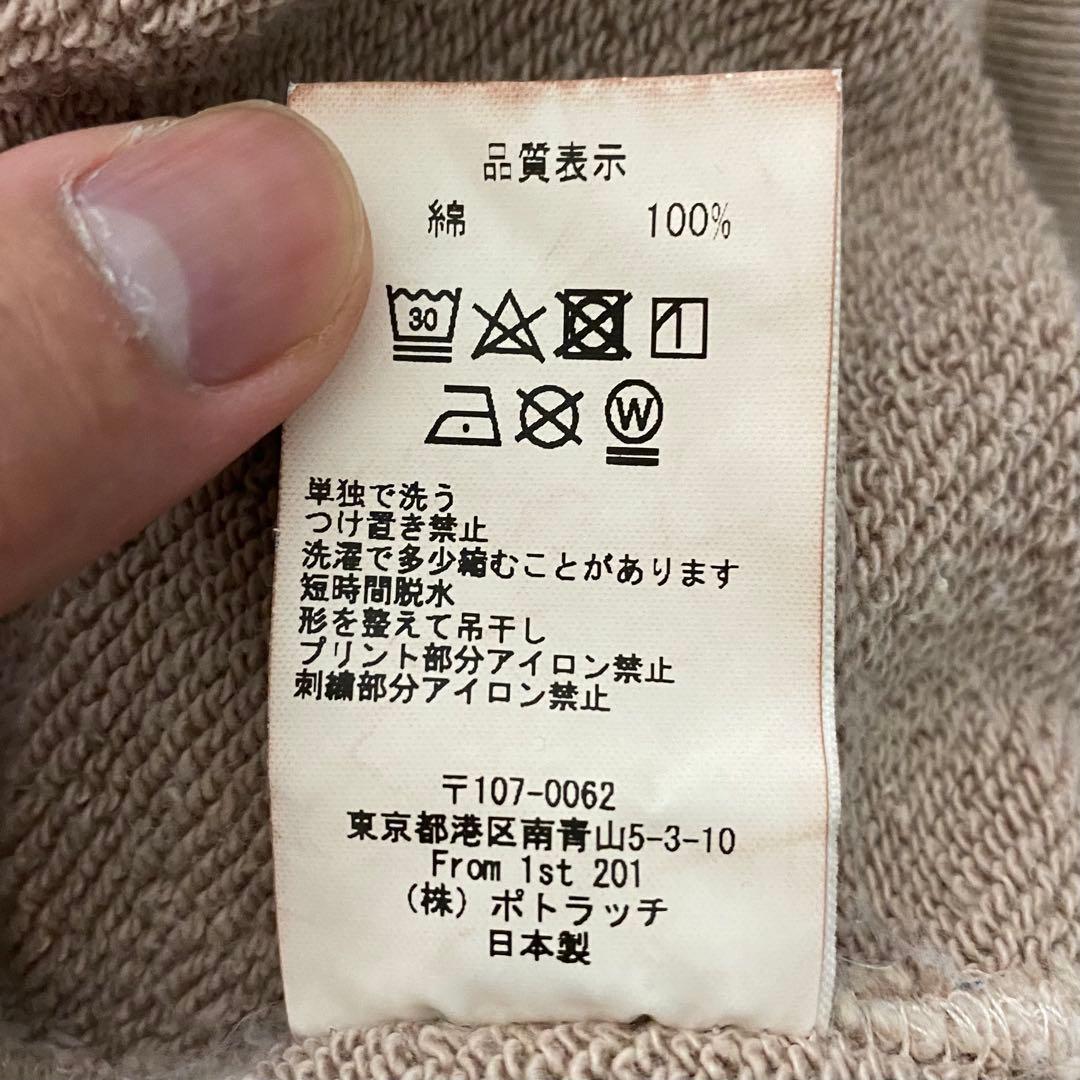 品質表示
綿 100%
30
W
単独で洗う
つけ置き禁止
洗濯で多少縮むことがあります
短時間脱水
形を整えて吊干し
プリント部分アイロン禁止
刺繍部分アイロン禁止
〒107-0062
東京都港区南青山5-3-10
From 1st 201
(株)ポトラッチ
日本製